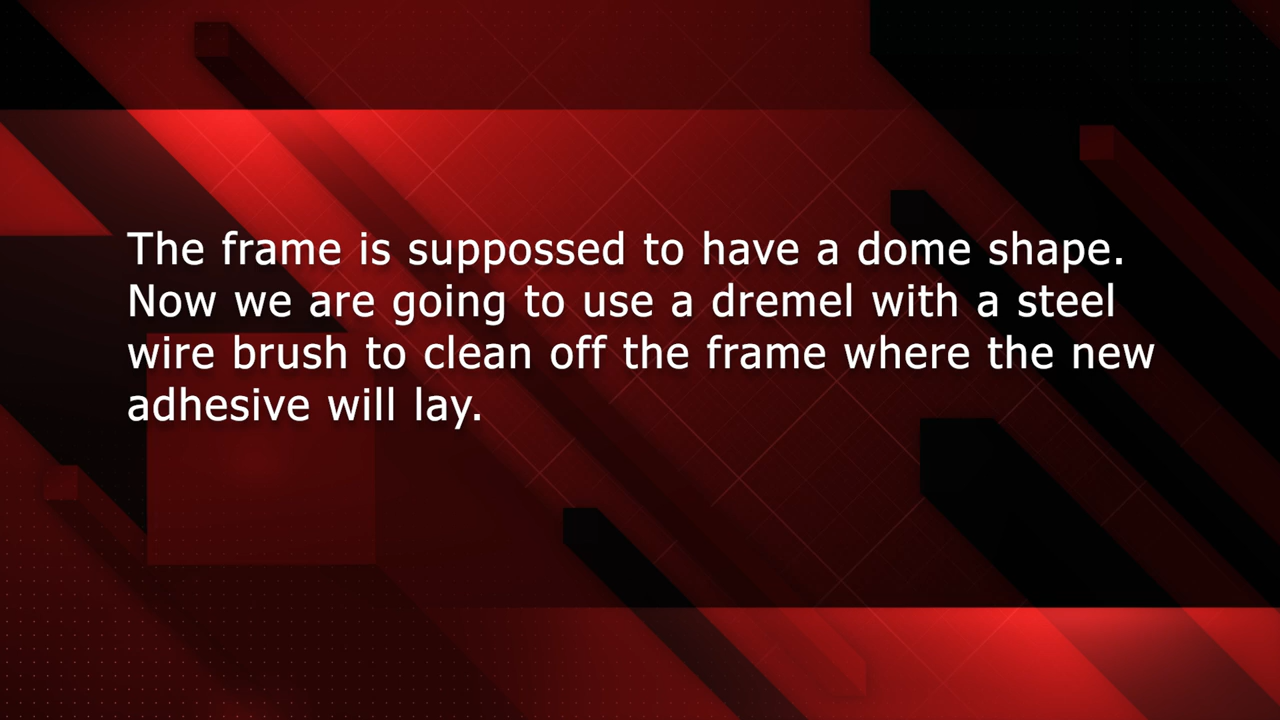 The frame is suppossed to have a dome shape.
Now we are going to use a dremel with a steel
wire brush to clean off the frame where the new
adhesive will lay.